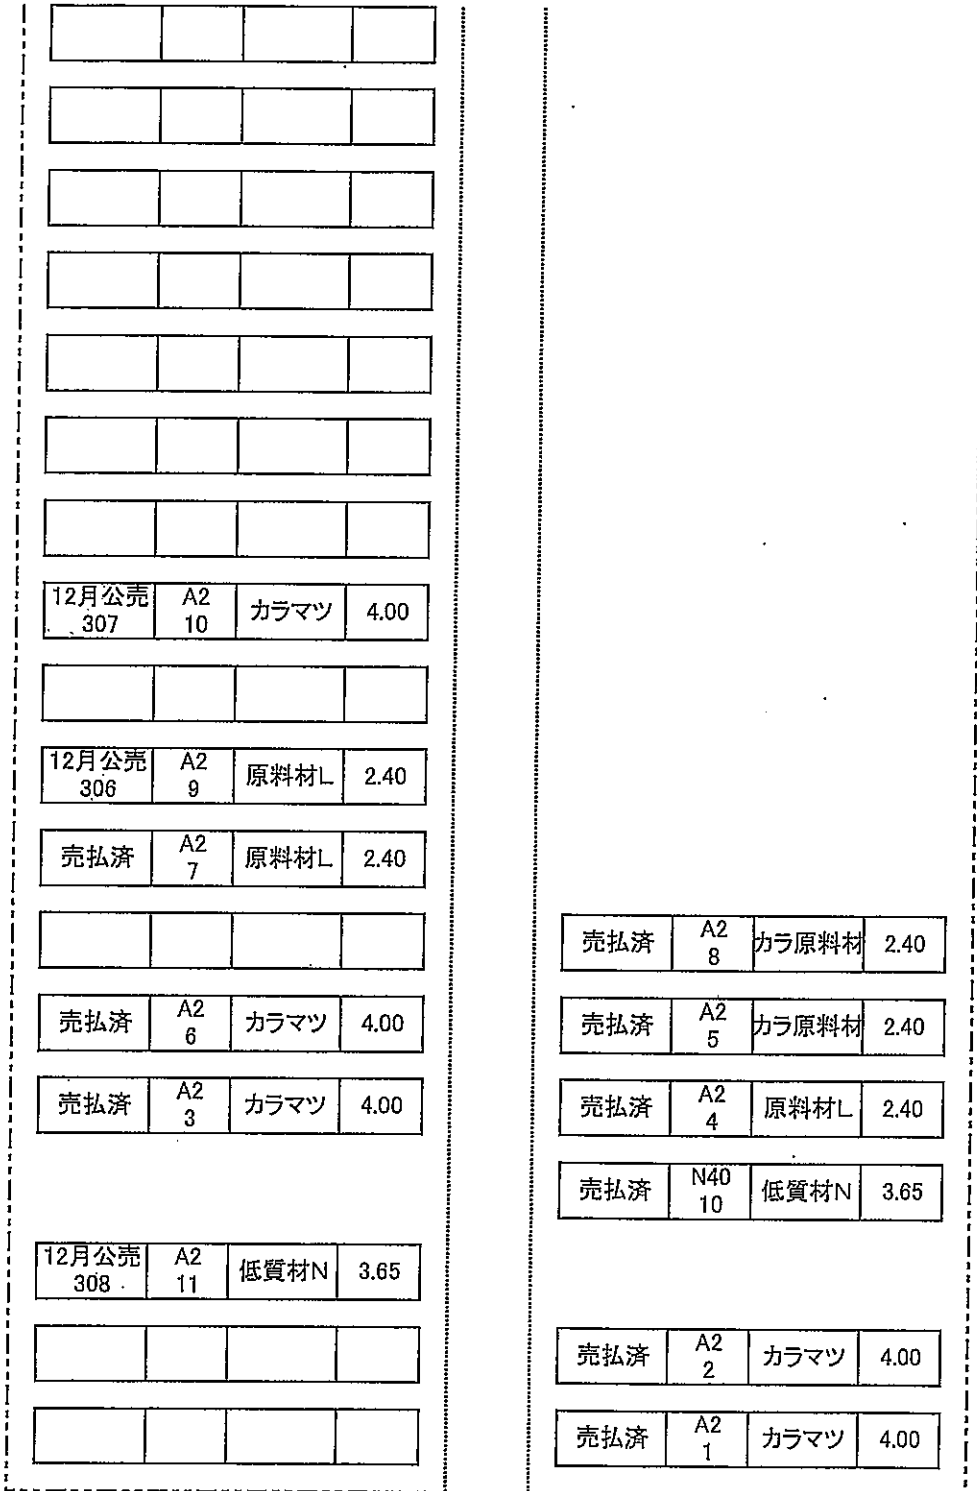 12月公売 307 A2 10 カラマツ 4.00
12月公売 306 A2 9 原料材L 2.40
売払済 A2 7 原料材L 2.40
売払済 A2 6 カラマツ 4.00
売払済 A2 3 カラマツ 4.00
12月公売 308 A2 11 低質材N 3.65
売払済 A2 8 カラ原料材 2.40
売払済 A2 5 カラ原料材 2.40
売払済 A2 4 原料材L 2.40
売払済 N40 10 低質材N 3.65
売払済 A2 2 カラマツ 4.00
売払済 A2 1 カラマツ 4.00